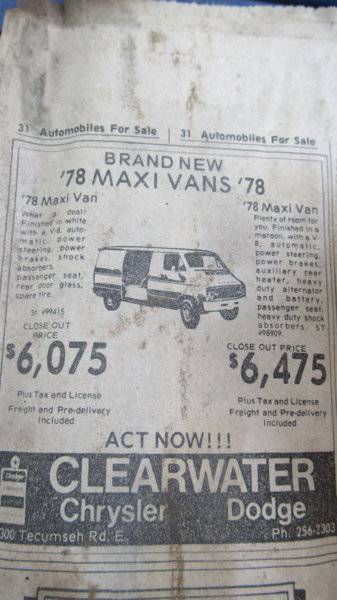 31 Automobiles For Sale
31 Automobiles For Sale
BRAND NEW
'78 MAXI VANS '78
'78 Maxi Van
What a deal!
Finished in white
with a V-8, auto-
matic, power
steering, power
brakes, shock
absorbers,
passenger seat,
rear door glass,
spare tire.
St #99415
CLOSE OUT
PRICE
$6,075
Plus Tax and License
Freight and Pre-delivery
Included
'78 Maxi Van
Plenty of room for
you. Finished in a
maroon, with a V-
8, automatic,
power steering,
power brakes,
auxiliary rear
heater, heavy
duty alternator
and battery,
passenger seat,
heavy duty shock
absorbers. ST
#98909.
CLOSE OUT PRICE
$6,475
Plus Tax and License
Freight and Pre-delivery
Included
ACT NOW!!!
Dodge
CLEARWATER
Chrysler Dodge
300 Tecumseh Rd. E.
Ph. 256-2303